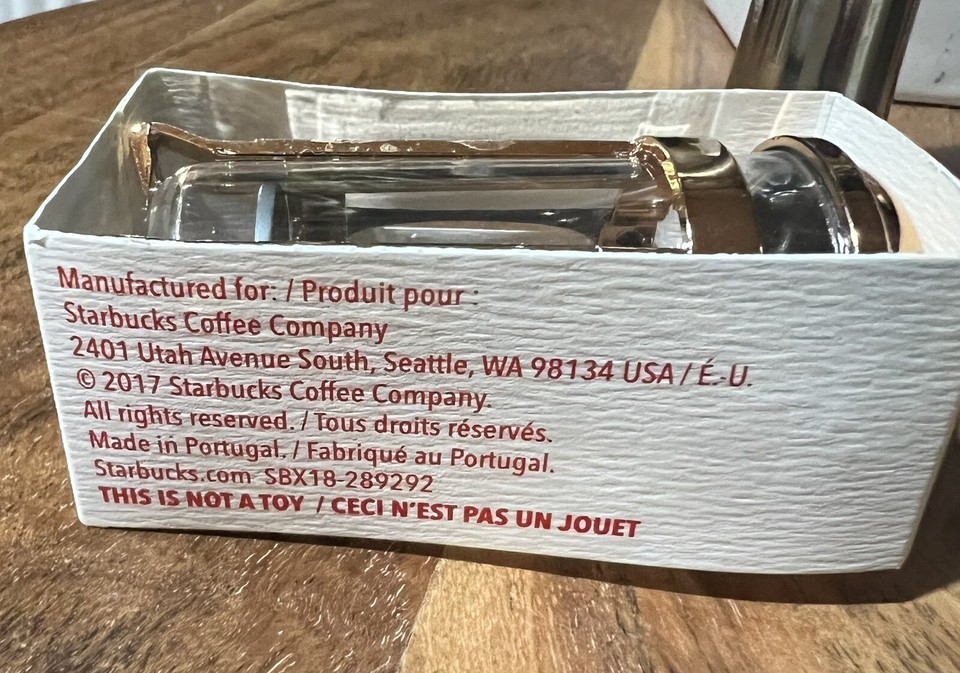 Manufactured for: / Produit pour :
Starbucks Coffee Company
2401 Utah Avenue South, Seattle, WA 98134 USA / É.-U.
© 2017 Starbucks Coffee Company.
All rights reserved. / Tous droits réservés.
Made in Portugal. / Fabriqué au Portugal.
Starbucks.com SBX18-289292
THIS IS NOT A TOY / CECI N'EST PAS UN JOUET